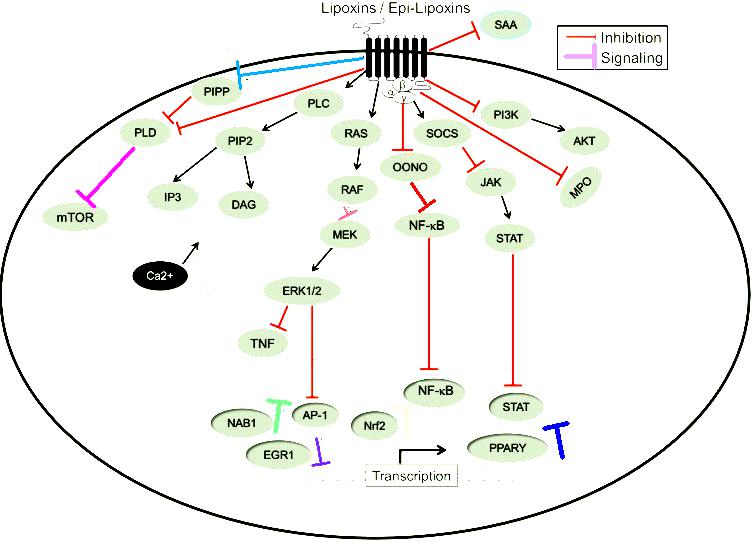 Lipoxins / Epi-Lipoxins
SAA
Inhibition
Signaling
PIPP
PLC
PI3K
PLD
PIP2
RAS
β
α
γ
SOCS
AKT
OONO
IP3
DAG
RAF
JAK
MPO
mTOR
MEK
NF-κB
STAT
Ca2+
ERK1/2
TNF
NF-κB
NAB1
AP-1
Nrf2
STAT
EGR1
PPARY
Transcription